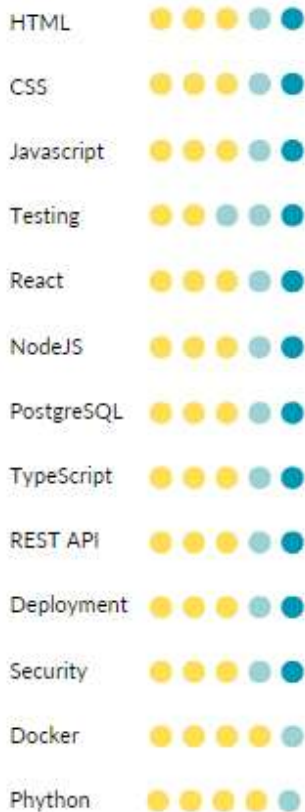 HTML
CSS
Javascript
Testing
React
NodeJS
PostgreSQL
TypeScript
REST API
Deployment
Security
Docker
Phython